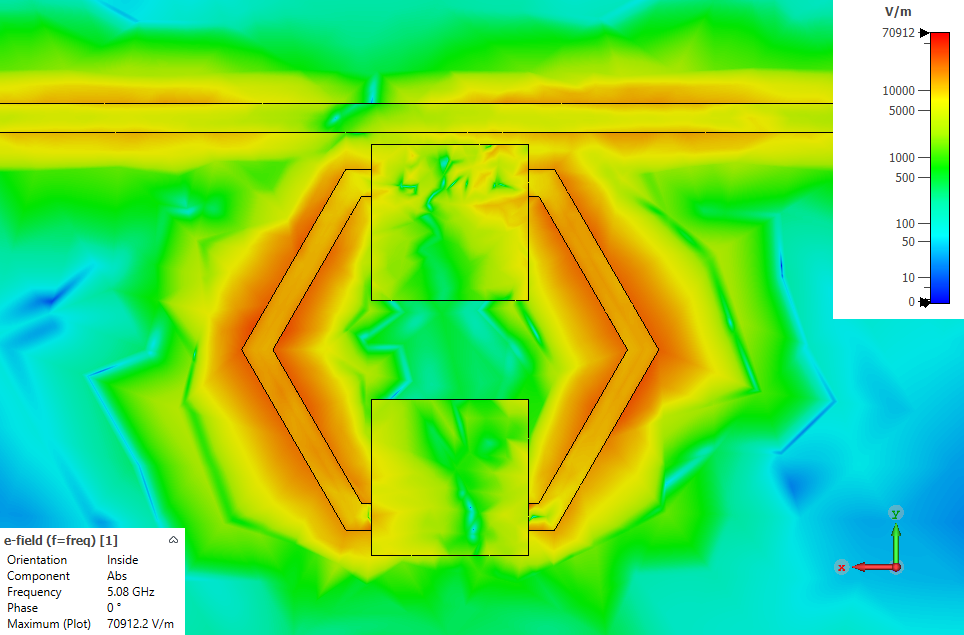 V/m
70912
10000
5000
1000
500
100
50
10
0
y
x
e-field (f=freq) [1]
Orientation Inside
Component Abs
Frequency 5.08 GHz
Phase 0 °
Maximum (Plot) 70912.2 V/m